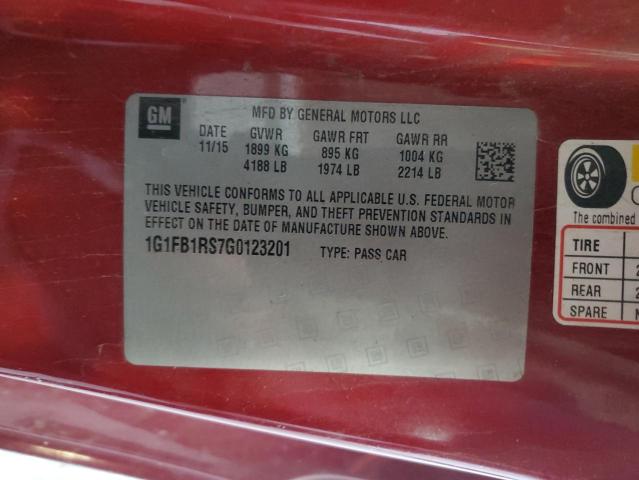 GM
MFD BY GENERAL MOTORS LLC
DATE GVWR GAWR FRT GAWR RR
11/15 1899 KG 895 KG 1004 KG
4188 LB 1974 LB 2214 LB
THIS VEHICLE CONFORMS TO ALL APPLICABLE U.S. FEDERAL MOTOR
VEHICLE SAFETY, BUMPER, AND THEFT PREVENTION STANDARDS IN
EFFECT ON THE DATE OF MANUFACTURE SHOWN ABOVE.
1G1FB1RS7G0123201 TYPE: PASS CAR
The combined
TIRE
FRONT 2
REAR 2
SPARE